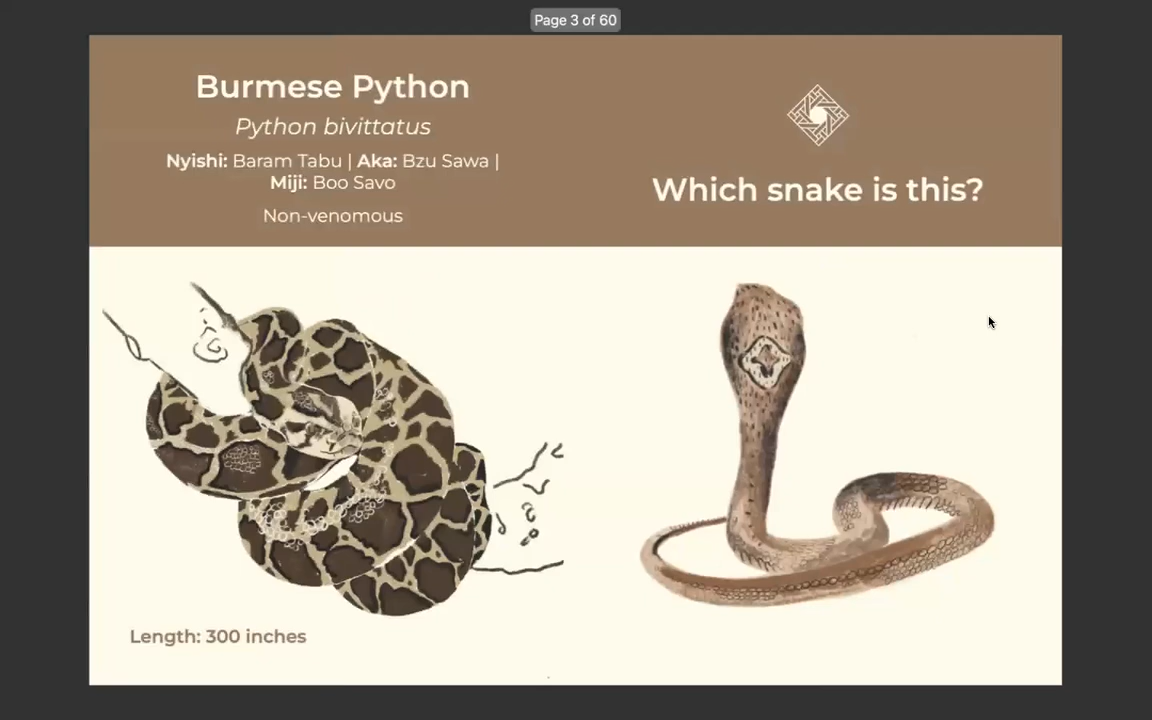 Page 3 of 60
Burmese Python
Python bivittatus
Nyishi: Baram Tabu | Aka: Bzu Sawa |
Miji: Boo Savo
Non-venomous
Length: 300 inches
Which snake is this?